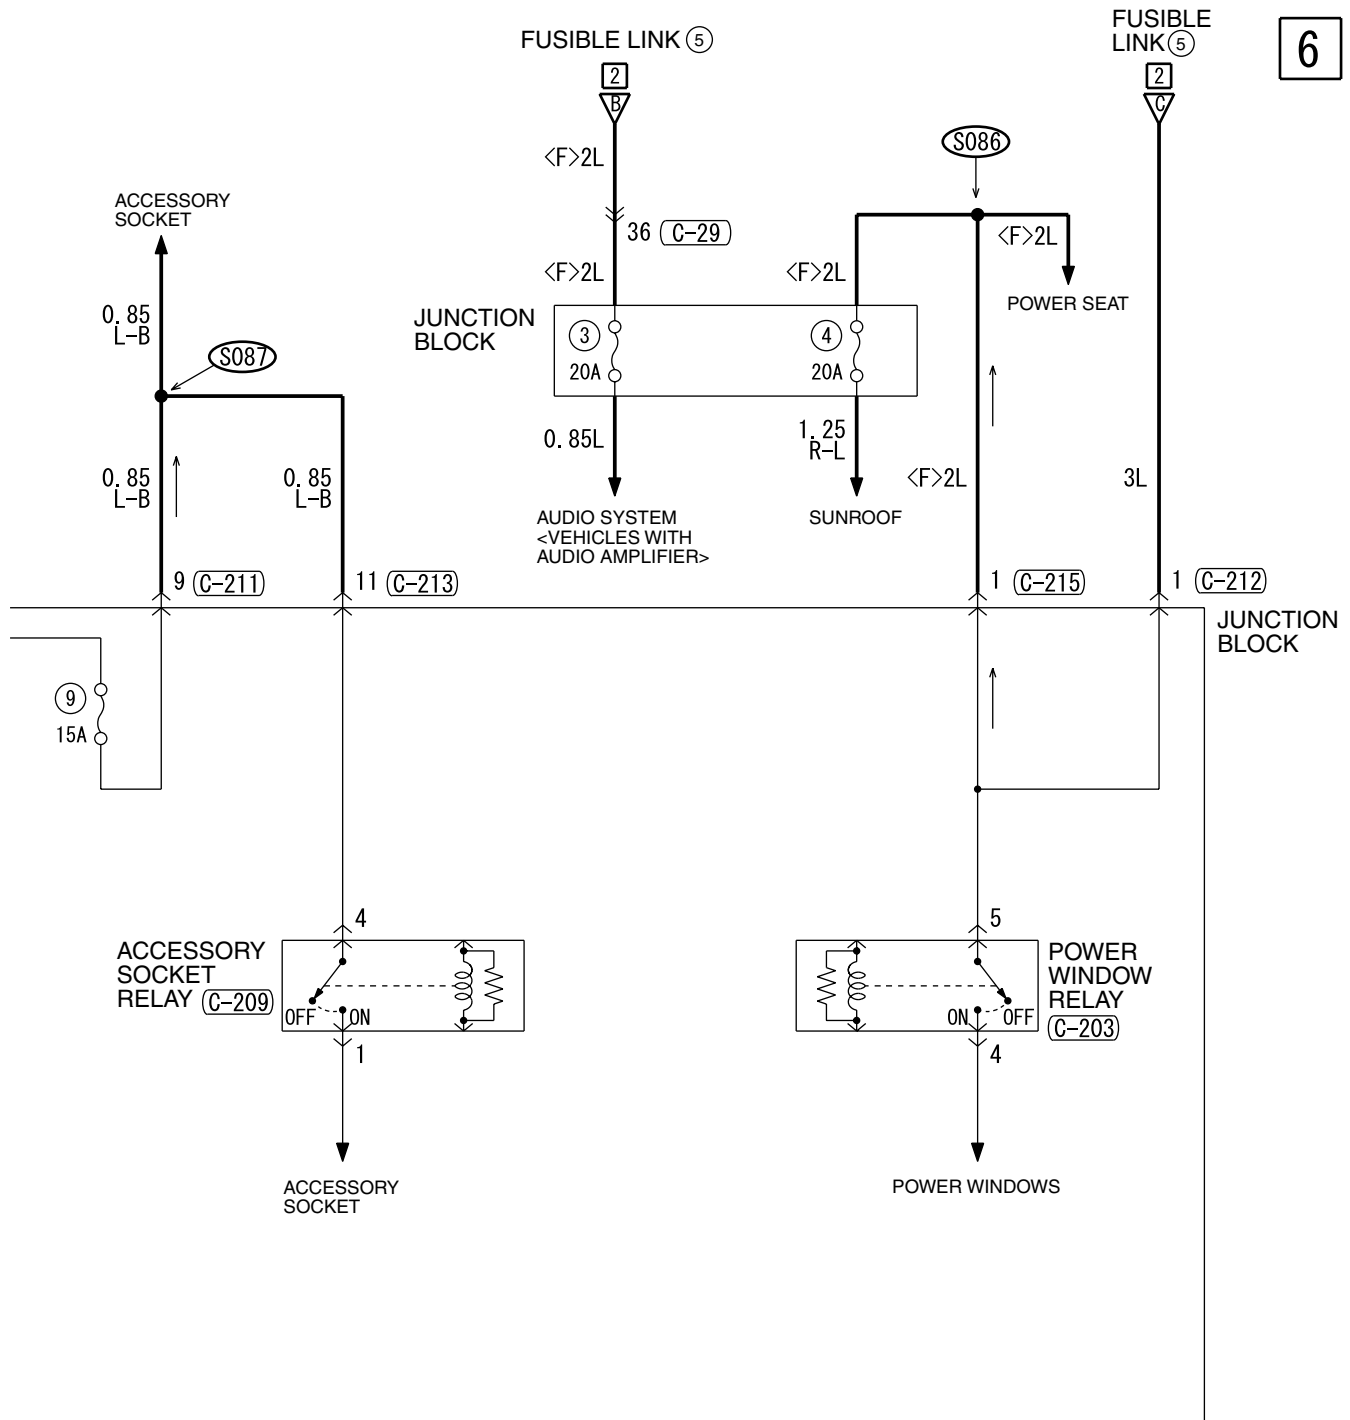 FUSIBLE LINK 5
FUSIBLE
LINK 5
6
2
B
2
C
<F>2L
S086
ACCESSORY
SOCKET
36 C-29
<F>2L
<F>2L
<F>2L
POWER SEAT
0.85
L-B
JUNCTION
BLOCK
3
20A
4
20A
S087
0.85L
1.25
R-L
0.85
L-B
0.85
L-B
<F>2L
3L
AUDIO SYSTEM
<VEHICLES WITH
AUDIO AMPLIFIER>
SUNROOF
9 C-211
11 C-213
1 C-215
1 C-212
JUNCTION
BLOCK
9
15A
4
5
ACCESSORY
SOCKET
RELAY C-209
OFF ON
POWER
WINDOW
RELAY
C-203
ON OFF
1
4
ACCESSORY
SOCKET
POWER WINDOWS